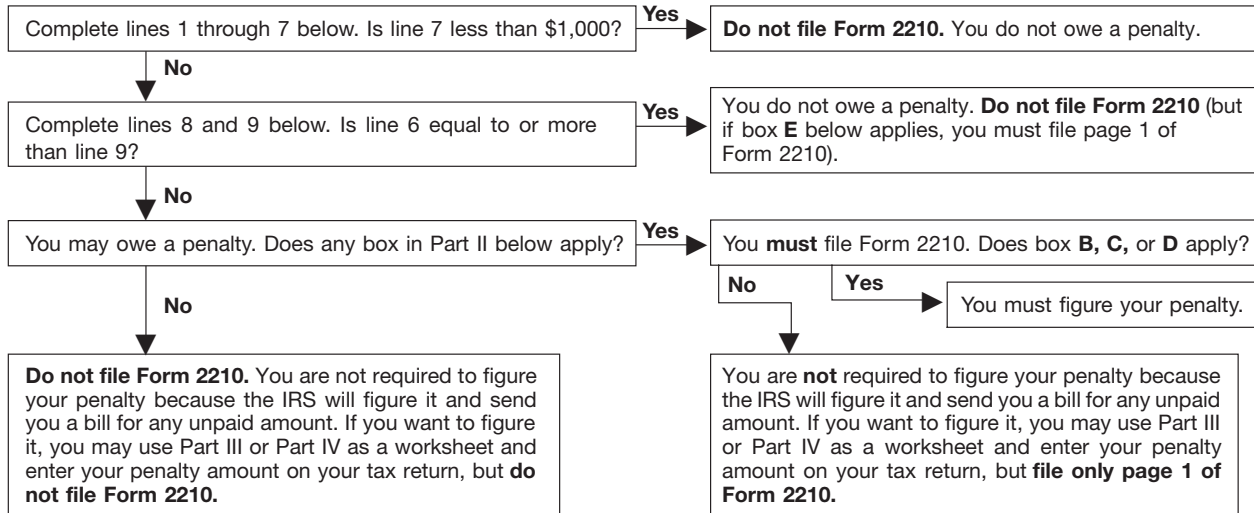 Complete lines 1 through 7 below. Is line 7 less than $1,000?
Yes
Do not file Form 2210. You do not owe a penalty.
No
Complete lines 8 and 9 below. Is line 6 equal to or more
than line 9?
Yes
You do not owe a penalty. Do not file Form 2210 (but
if box E below applies, you must file page 1 of
Form 2210).
No
You may owe a penalty. Does any box in Part II below apply?
Yes
You must file Form 2210. Does box B, C, or D apply?
No
Yes
You must figure your penalty.
No
Do not file Form 2210. You are not required to figure
your penalty because the IRS will figure it and send
you a bill for any unpaid amount. If you want to figure
it, you may use Part III or Part IV as a worksheet and
enter your penalty amount on your tax return, but do
not file Form 2210.
You are not required to figure your penalty because
the IRS will figure it and send you a bill for any unpaid
amount. If you want to figure it, you may use Part III
or Part IV as a worksheet and enter your penalty
amount on your tax return, but file only page 1 of
Form 2210.